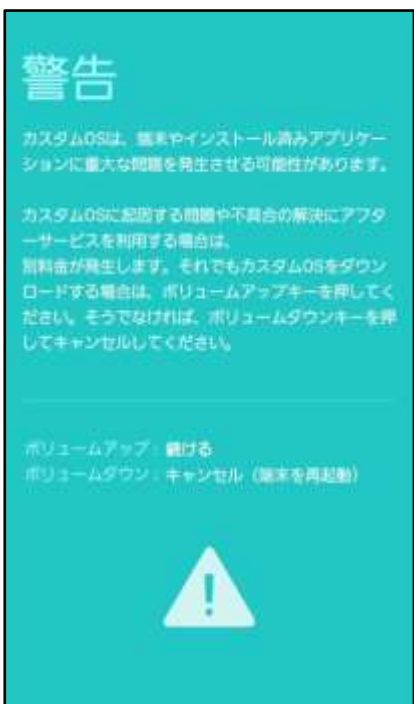 警告
カスタムOSは、端末やインストール済みアプリケー
ションに重大な問題を発生させる可能性があります。
カスタムOSに起因する問題や不具合の解決にアフタ
ーサービスを利用する場合は、
別料金が発生します。それでもカスタムOSをダウン
ロードする場合は、ボリュームアップキーを押してく
ださい。そうでなければ、ボリュームダウンキーを押
してキャンセルしてください。
ボリュームアップ：続ける
ボリュームダウン：キャンセル（端末を再起動）